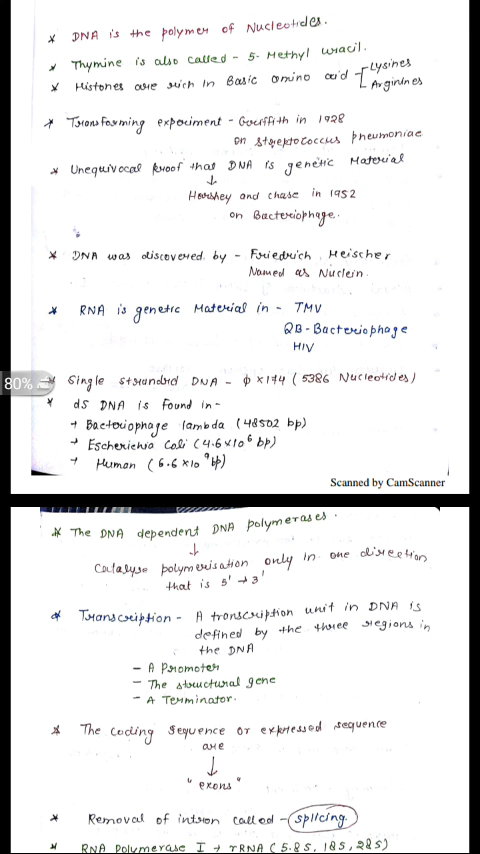 * DNA is the polymer of Nucleotides.
* Thymine is also called - 5- Methyl uracil.
* Histones are rich in Basic amino acid - [Lysines
Arginines
* Transforming experiment - Griffith in 1928
on streptococcus pneumoniae
* Unequivocal proof that DNA is genetic Material
↓
Hershey and chase in 1952
on Bacteriophage.
* DNA was discovered by - Friedrich Meischer
Named as Nuclein.
* RNA is genetic Material in - TMV
QB-Bacteriophage
HIV
80%
* Single strandrd DNA - ϕ x174 (5386 Nucleotides)
* ds DNA is found in -
→ Bacteriophage lambda (48502 bp)
→ Escherichia Coli (4.6 x 10⁶ bp)
→ Human (6.6 x 10⁹ bp)
Scanned by CamScanner
* The DNA dependent DNA polymerases.
↓
Catalyse polymerisation only in one direction
that is 5' → 3'
* Transcription - A transcription unit in DNA is
defined by the three regions in
the DNA
- A Promoter
- The structural gene
- A Terminator.
* The coding sequence or expressed sequence
are
↓
"exons"
* Removal of intron called - splicing.
* RNA Polymerase I → rRNA (5.8S, 18S, 28S)